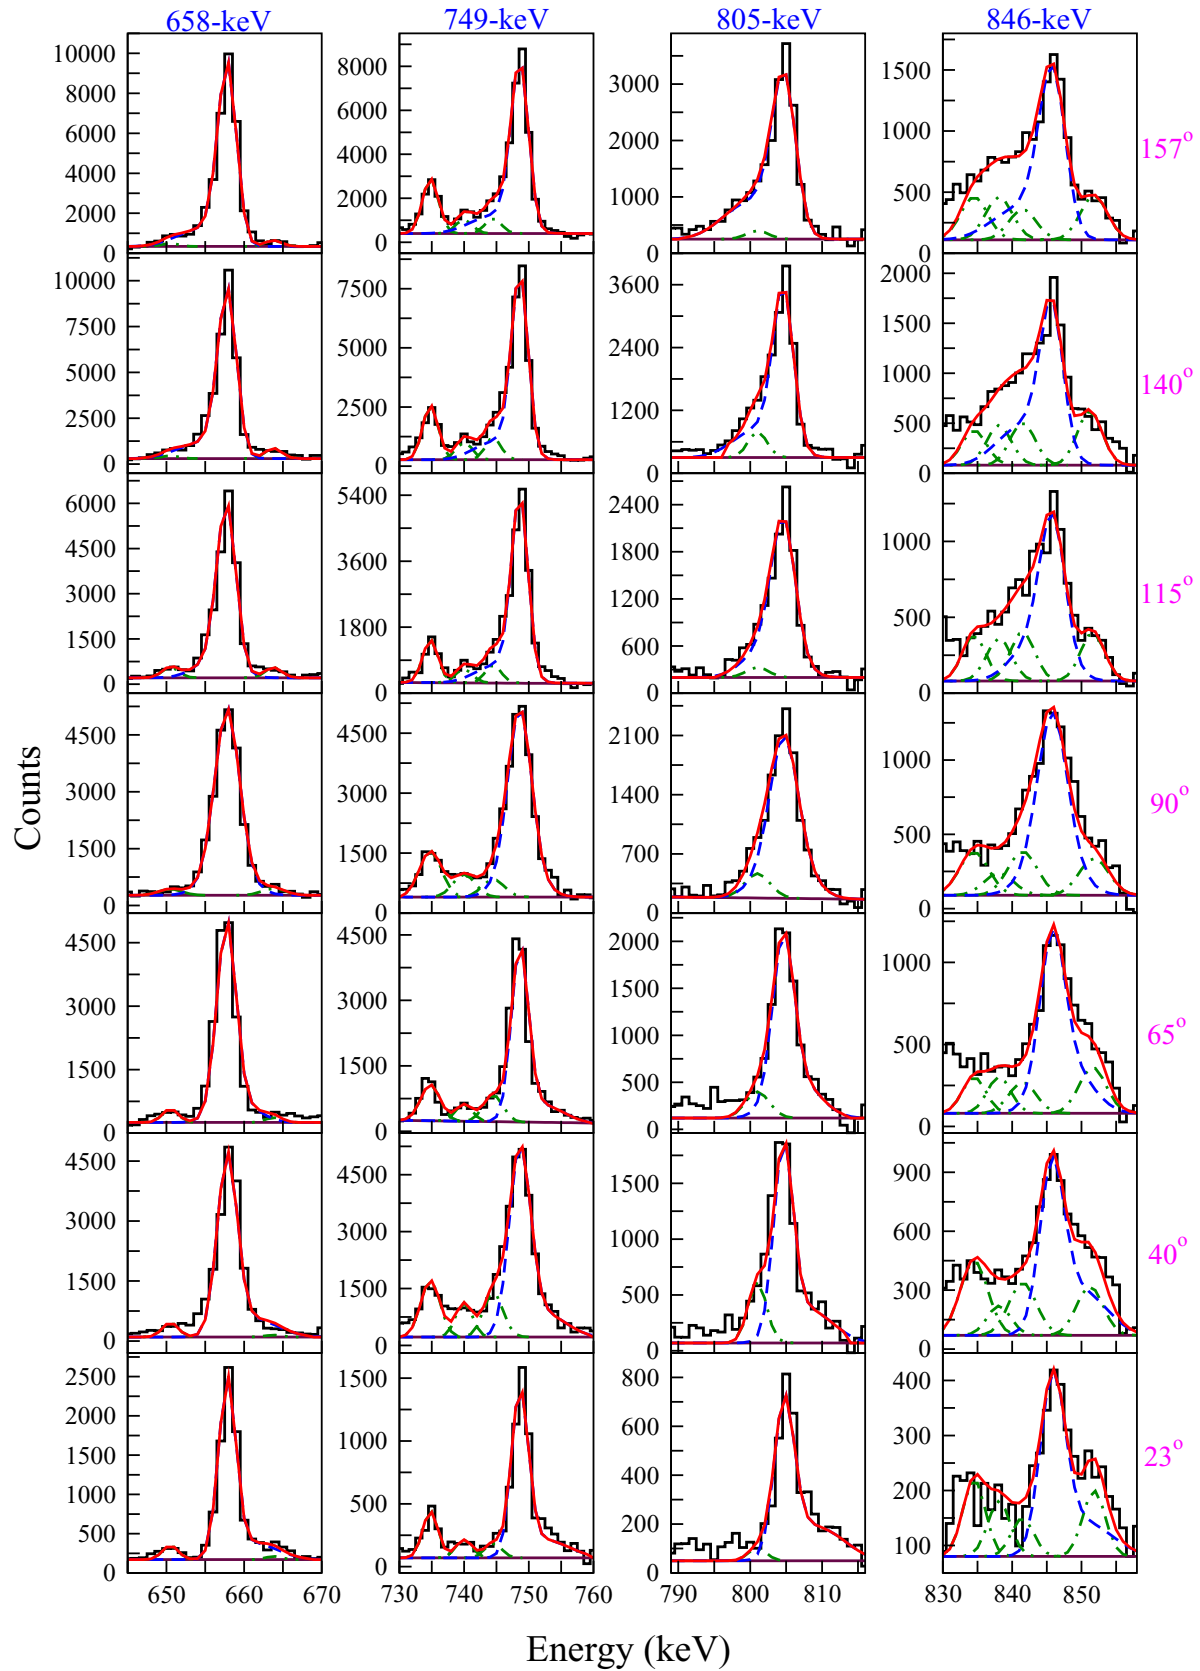 658-keV 749-keV 805-keV 846-keV
10000 8000 6000 4000 2000 0
8000 6000 4000 2000 0
3000 2000 1000 0
1500 1000 500 0
157°
10000 7500 5000 2500 0
7500 5000 2500 0
3600 2400 1200 0
2000 1500 1000 500 0
140°
6000 4500 3000 1500 0
5400 3600 1800 0
2400 1800 1200 600 0
1000 500 0
115°
4500 3000 1500 0
4500 3000 1500 0
2100 1400 700 0
1000 500 0
90°
4500 3000 1500 0
4500 3000 1500 0
2000 1500 1000 500 0
1000 500 0
65°
4500 3000 1500 0
4500 3000 1500 0
1500 1000 500 0
900 600 300 0
40°
2500 2000 1500 1000 500 0
1500 1000 500 0
800 600 400 200 0
400 300 200 100
23°
650 660 670
730 740 750 760
790 800 810
830 840 850
Counts
Energy (keV)